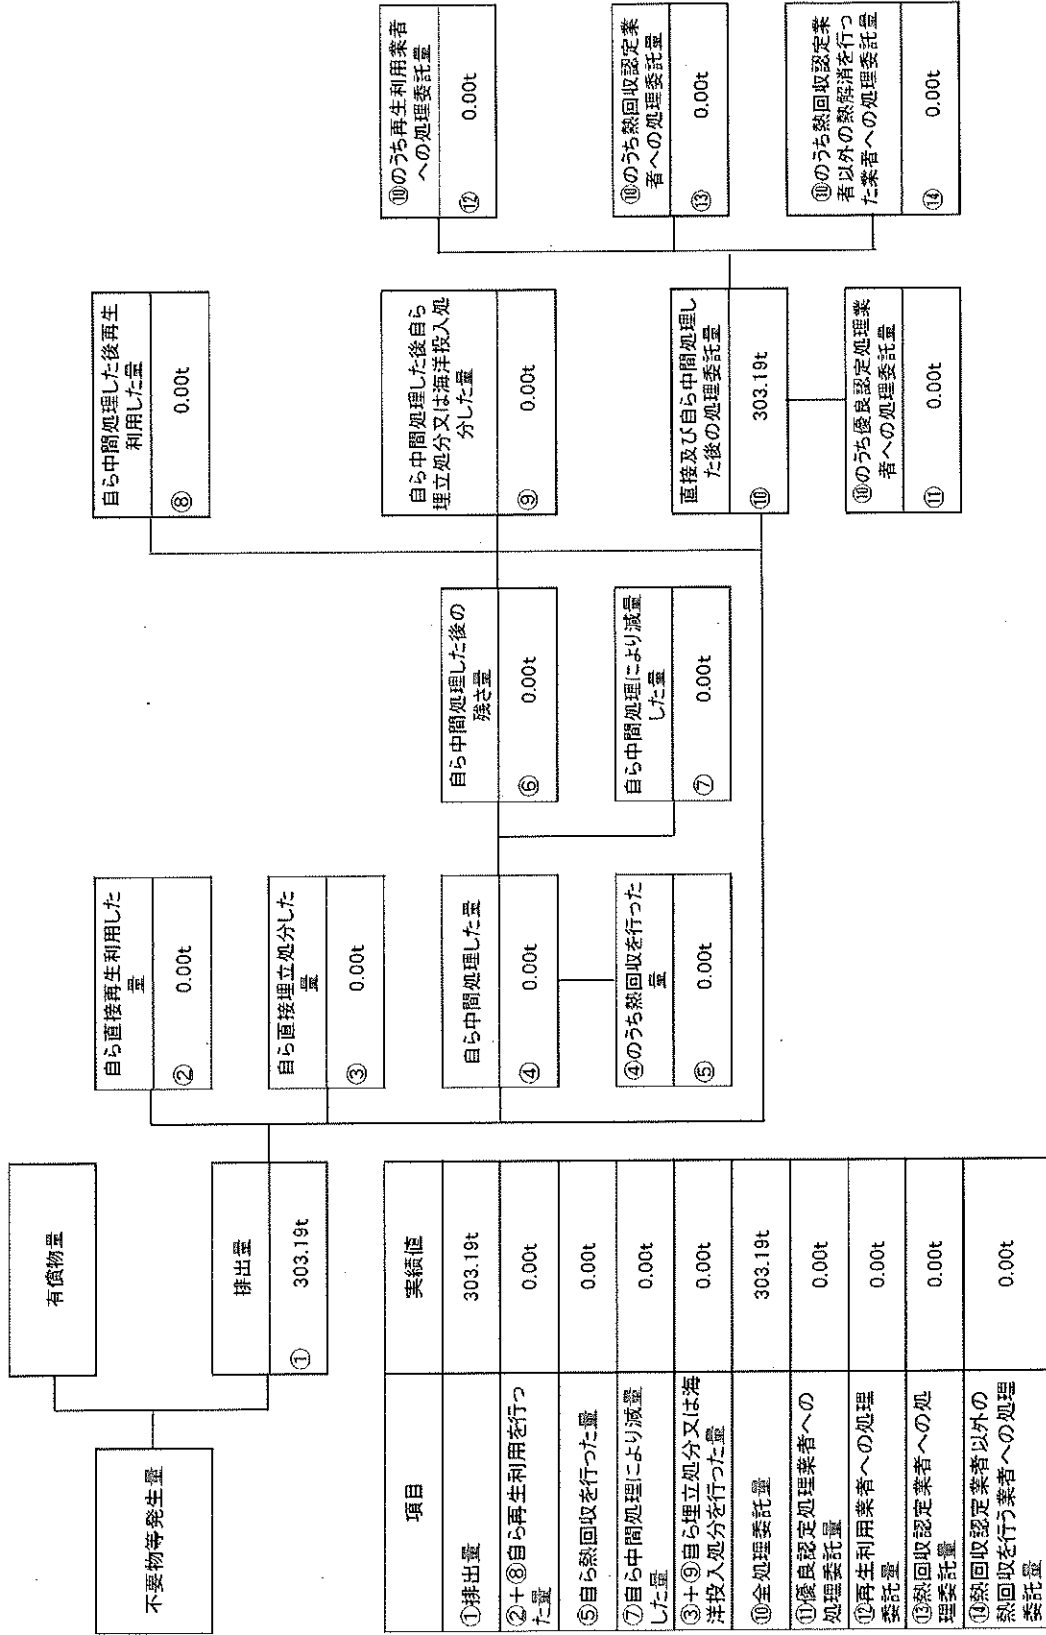 不要物等発生量
有償物量
排出量
① 303.19t
自ら直接再生利用した
量
② 0.00t
自ら直接埋立処分した
量
③ 0.00t
自ら中間処理した量
④ 0.00t
④のうち熱回収を行った
量
⑤ 0.00t
自ら中間処理した後の
残さ量
⑥ 0.00t
自ら中間処理により減量
した量
⑦ 0.00t
自ら中間処理した後再生
利用した量
⑧ 0.00t
自ら中間処理した後自ら
埋立処分又は海洋投入処
分した量
⑨ 0.00t
直接及び自ら中間処理し
た後の処理委託量
⑩ 303.19t
⑩のうち優良認定処理業
者への処理委託量
⑪ 0.00t
⑩のうち再生利用業者
への処理委託量
⑫ 0.00t
⑩のうち熱回収認定業
者への処理委託量
⑬ 0.00t
⑩のうち熱回収認定業
者以外の熱解消を行っ
た業者への処理委託量
⑭ 0.00t
項目 実績値
①排出量 303.19t
②+⑧自ら再生利用を行っ
た量 0.00t
⑤自ら熱回収を行った量 0.00t
⑦自ら中間処理により減量
した量 0.00t
③+⑨自ら埋立処分又は海
洋投入処分を行った量 0.00t
⑩全処理委託量 303.19t
⑪優良認定処理業者への
処理委託量 0.00t
⑫再生利用業者への処理
委託量 0.00t
⑬熱回収認定業者への処
理委託量 0.00t
⑭熱回収認定業者以外の
熱回収を行う業者への処理
委託量 0.00t